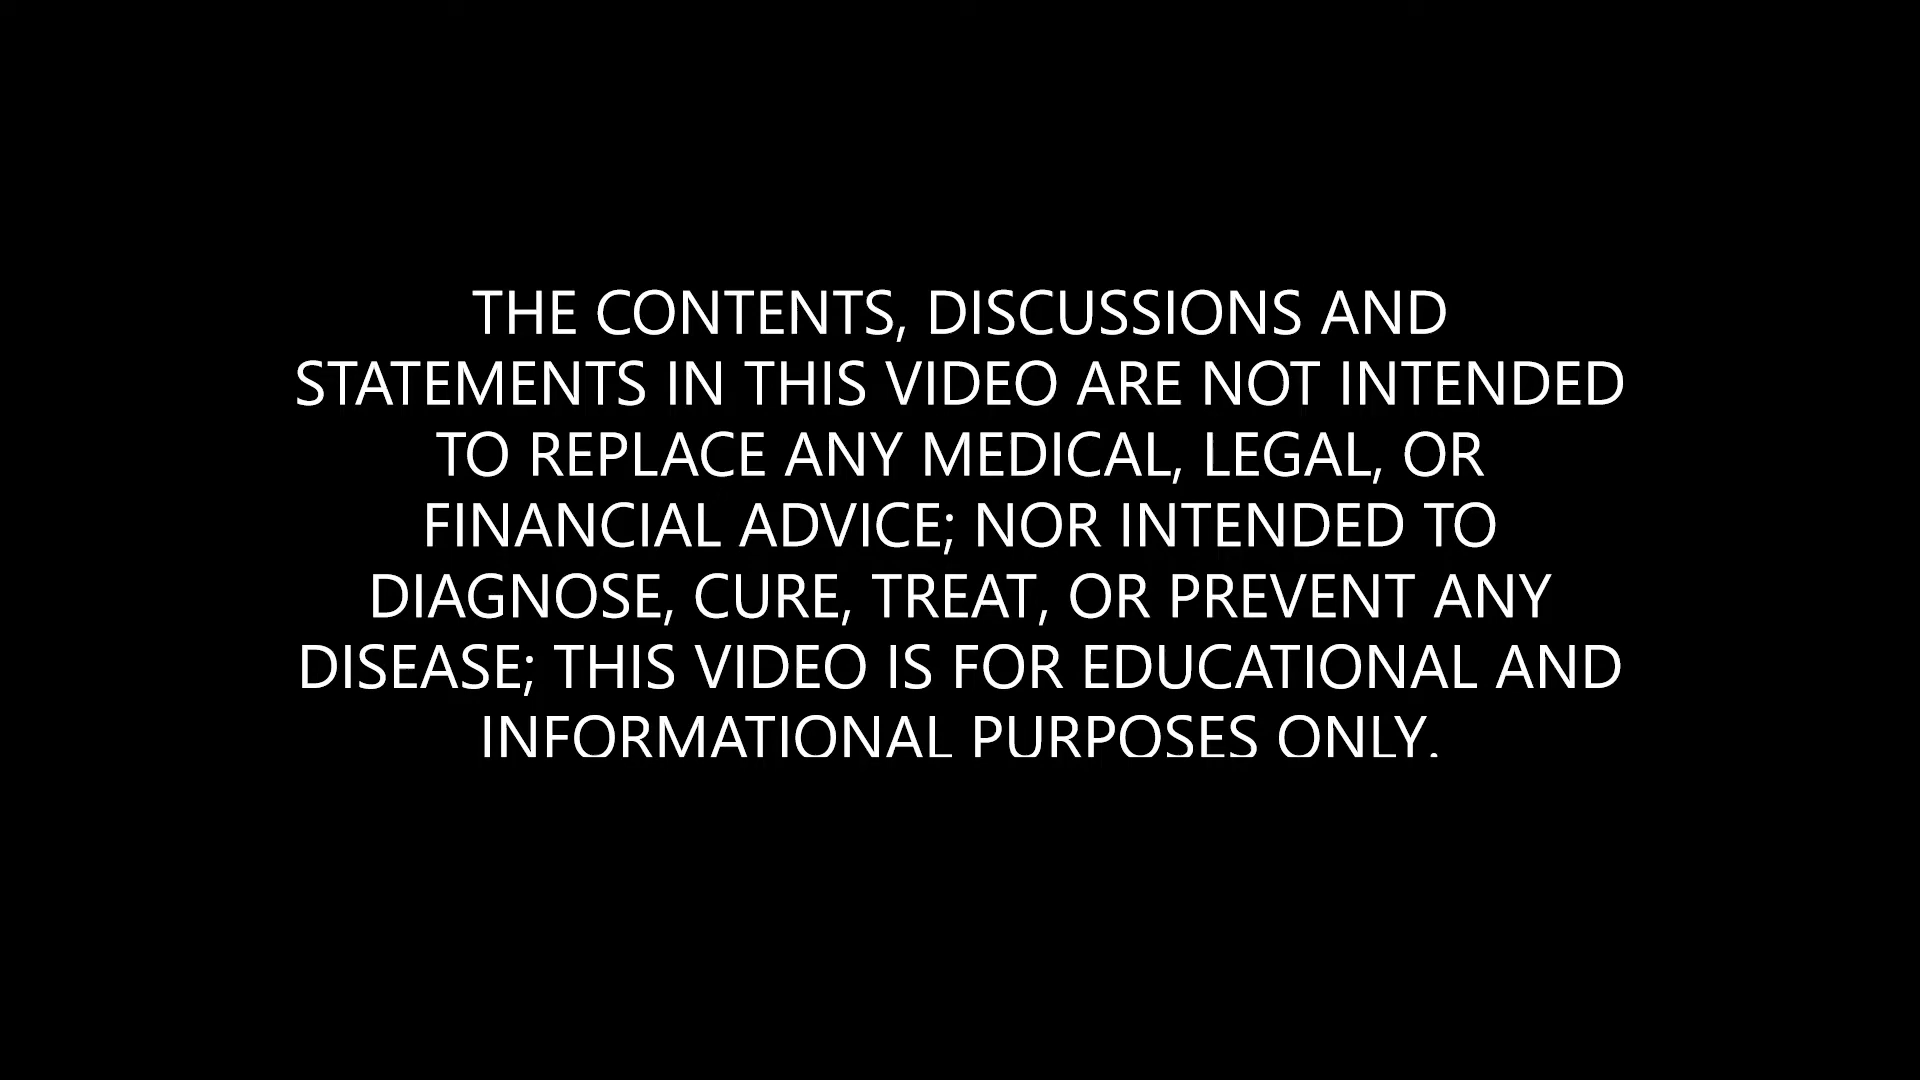 THE CONTENTS, DISCUSSIONS AND
STATEMENTS IN THIS VIDEO ARE NOT INTENDED
TO REPLACE ANY MEDICAL, LEGAL, OR
FINANCIAL ADVICE; NOR INTENDED TO
DIAGNOSE, CURE, TREAT, OR PREVENT ANY
DISEASE; THIS VIDEO IS FOR EDUCATIONAL AND
INFORMATIONAL PURPOSES ONLY.